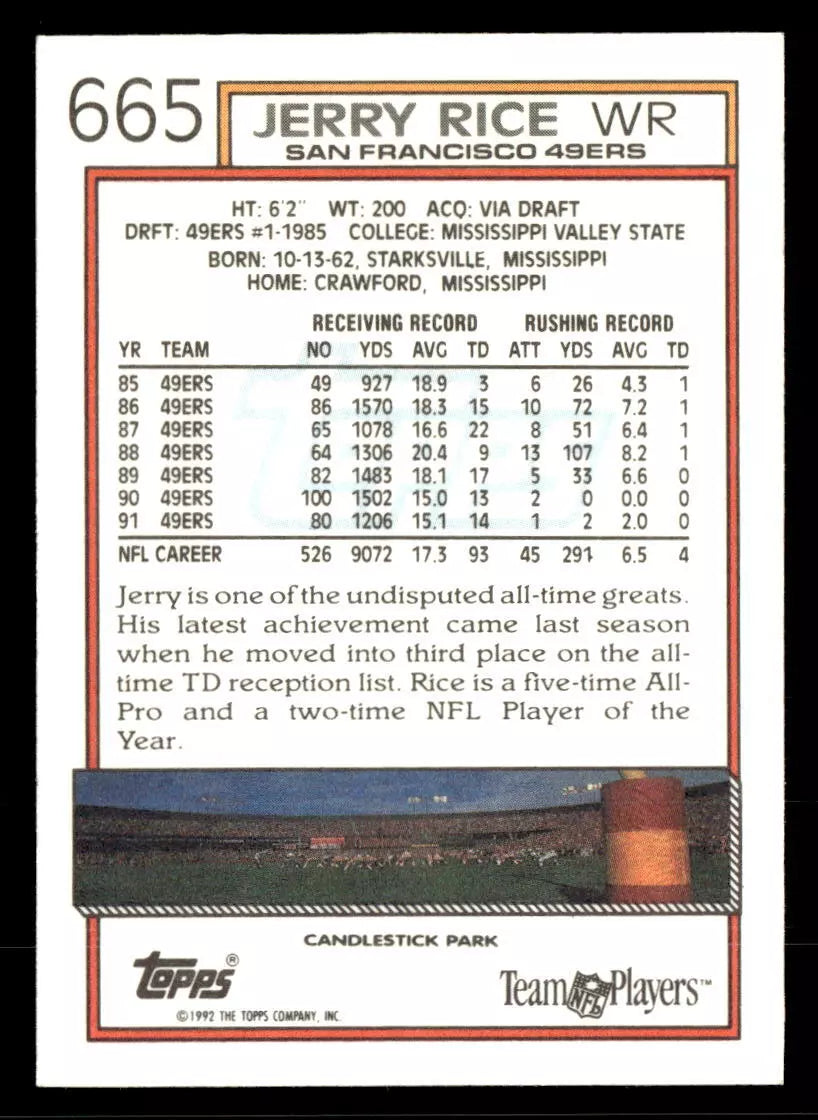 665
JERRY RICE WR
SAN FRANCISCO 49ERS
HT: 6'2" WT: 200 ACQ: VIA DRAFT
DRFT: 49ERS #1-1985 COLLEGE: MISSISSIPPI VALLEY STATE
BORN: 10-13-62, STARKSVILLE, MISSISSIPPI
HOME: CRAWFORD, MISSISSIPPI
RECEIVING RECORD RUSHING RECORD
YR TEAM NO YDS AVG TD ATT YDS AVG TD
85 49ERS 49 927 18.9 3 6 26 4.3 1
86 49ERS 86 1570 18.3 15 10 72 7.2 1
87 49ERS 65 1078 16.6 22 8 51 6.4 1
88 49ERS 64 1306 20.4 9 13 107 8.2 1
89 49ERS 82 1483 18.1 17 5 33 6.6 0
90 49ERS 100 1502 15.0 13 2 0 0.0 0
91 49ERS 80 1206 15.1 14 1 2 2.0 0
NFL CAREER 526 9072 17.3 93 45 291 6.5 4
Jerry is one of the undisputed all-time greats.
His latest achievement came last season
when he moved into third place on the all-
time TD reception list. Rice is a five-time All-
Pro and a two-time NFL Player of the
Year.
CANDLESTICK PARK
TOPPS®
Team NFL Players™
©1992 THE TOPPS COMPANY, INC.